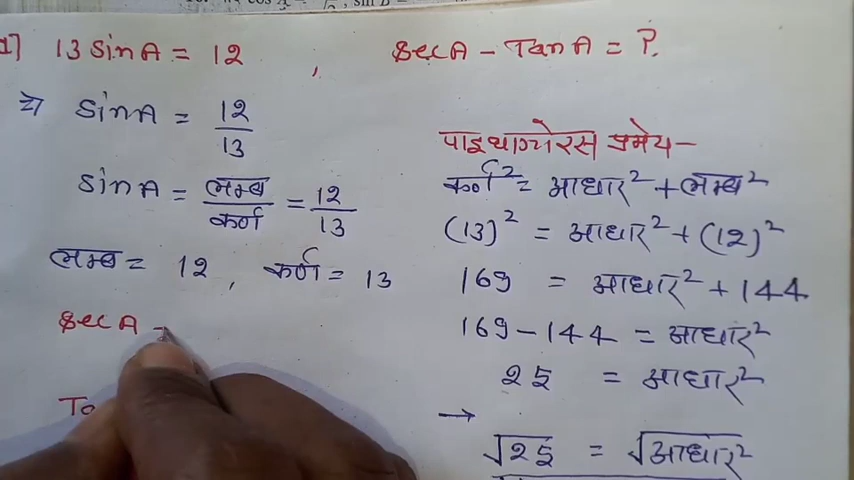 1] 13 SinA = 12 , SecA - TanA = ?
⇒ SinA = 12/13
SinA = लम्ब/कर्ण = 12/13
लम्ब = 12 , कर्ण = 13
SecA -
Ta
पाइथागोरस प्रमेय -
कर्ण² = आधार² + लम्ब²
(13)² = आधार² + (12)²
169 = आधार² + 144
169 - 144 = आधार²
25 = आधार²
→
√25 = √आधार²